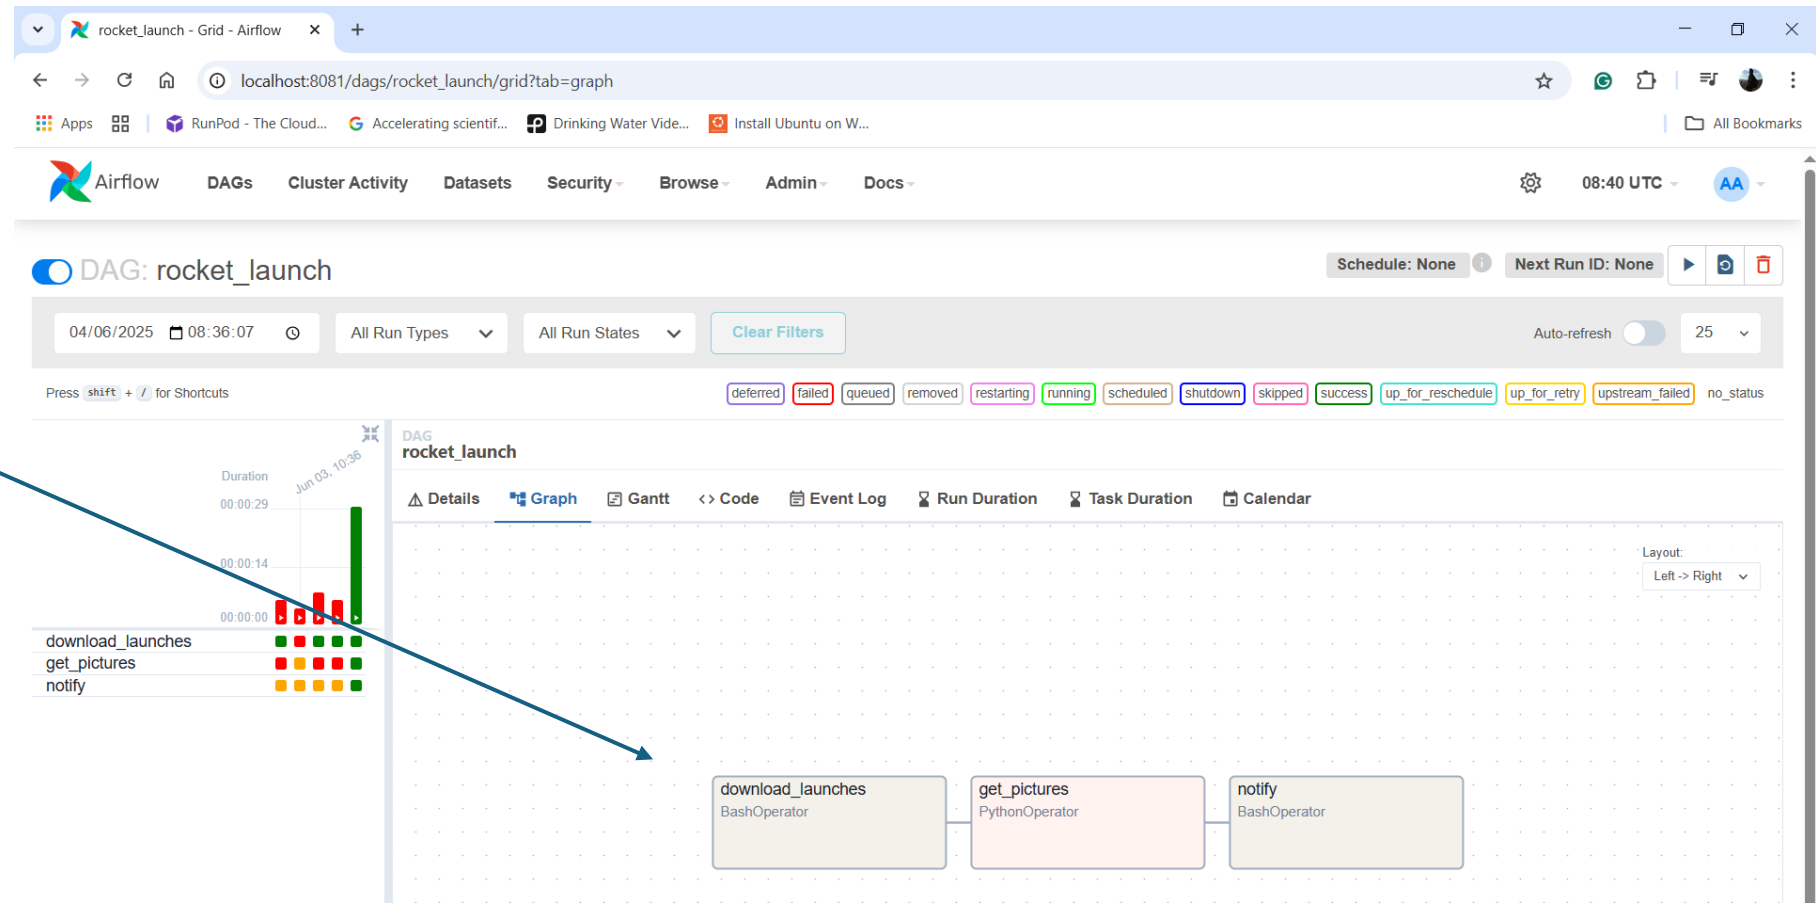 rocket_launch - Grid - Airflow
localhost:8081/dags/rocket_launch/grid?tab=graph
Apps RunPod - The Cloud... Accelerating scientif... Drinking Water Vide... Install Ubuntu on W... All Bookmarks
Airflow DAGs Cluster Activity Datasets Security Browse Admin Docs 08:40 UTC AA
DAG: rocket_launch Schedule: None Next Run ID: None
04/06/2025 08:36:07 All Run Types All Run States Clear Filters Auto-refresh 25
Press shift + / for Shortcuts deferred failed queued removed restarting running scheduled shutdown skipped success up_for_reschedule up_for_retry upstream_failed no_status
DAG
rocket_launch
Jun 03, 10:36
Duration
00:00:29
00:00:14
00:00:00
download_launches
get_pictures
notify
Details Graph Gantt Code Event Log Run Duration Task Duration Calendar
Layout:
Left -> Right
download_launches
BashOperator
get_pictures
PythonOperator
notify
BashOperator